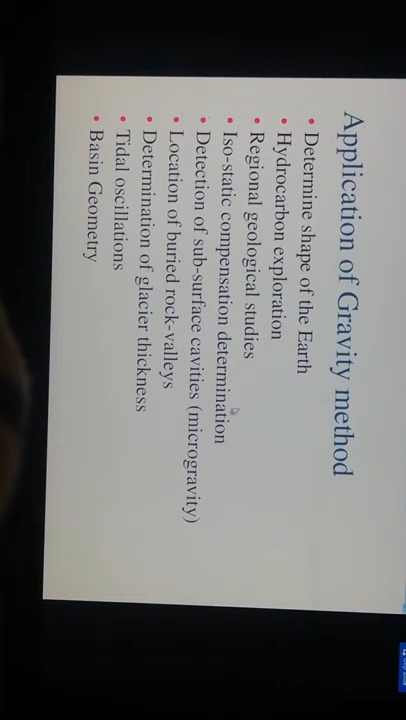 Application of Gravity method
• Determine shape of the Earth
• Hydrocarbon exploration
• Regional geological studies
• Iso-static compensation determination
• Detection of sub-surface cavities (microgravity)
• Location of buried rock-valleys
• Determination of glacier thickness
• Tidal oscillations
• Basin Geometry